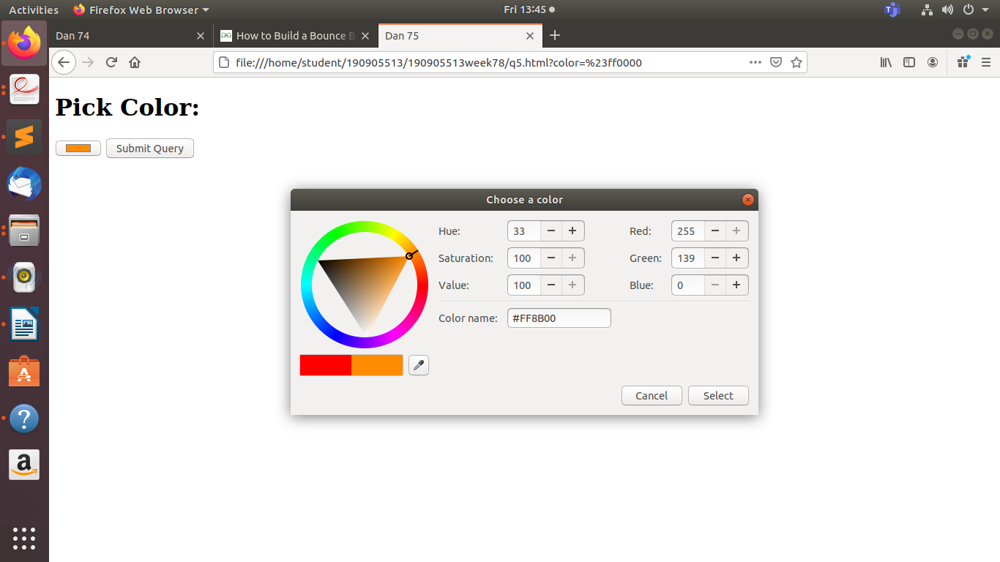 Activities Firefox Web Browser Fri 13:45
Dan 74 How to Build a Bounce B Dan 75
file:///home/student/190905513/190905513week78/q5.html?color=%23ff0000
Pick Color:
Submit Query
Choose a color
Hue: 33 Red: 255
Saturation: 100 Green: 139
Value: 100 Blue: 0
Color name: #FF8B00
Cancel Select